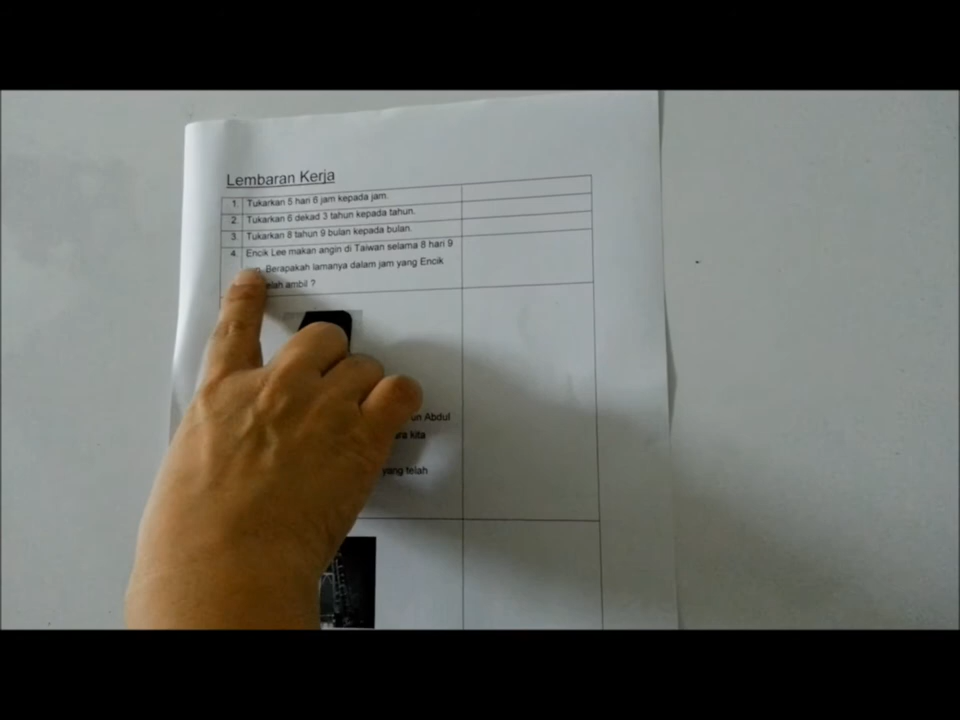 Lembaran Kerja
1. Tukarkan 5 hari 6 jam kepada jam.
2. Tukarkan 6 dekad 3 tahun kepada tahun.
3. Tukarkan 8 tahun 9 bulan kepada bulan.
4. Encik Lee makan angin di Taiwan selama 8 hari 9
Berapakah lamanya dalam jam yang Encik
ambil ?
Abdul
kita
yang telah